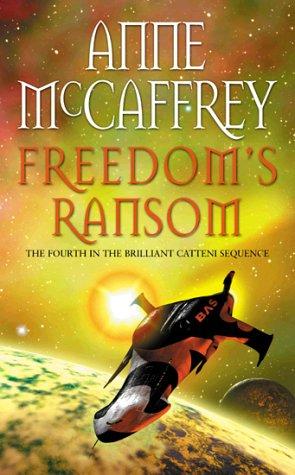 ANNE
McCAFFREY
FREEDOM'S
RANSOM
THE FOURTH IN THE BRILLIANT CATTENI SEQUENCE
BAS